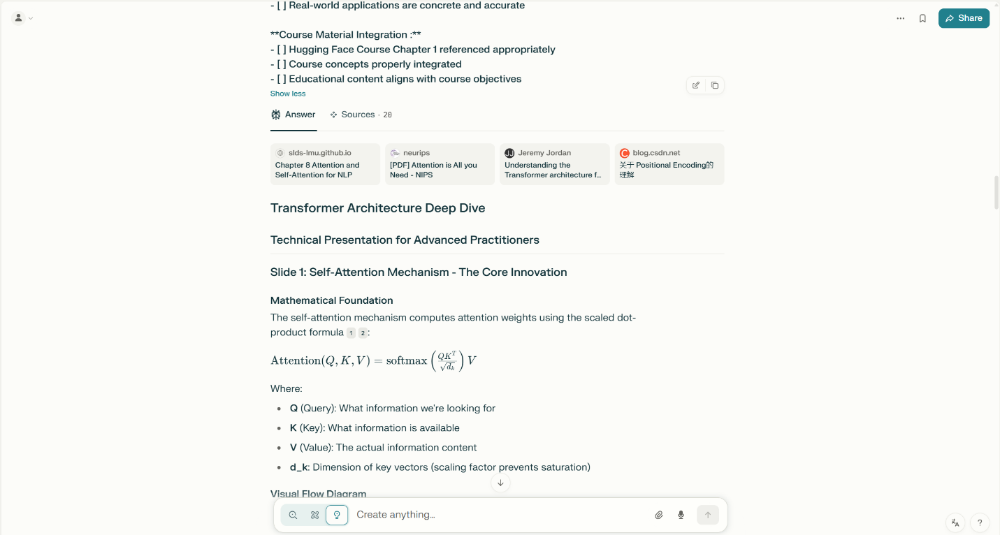 - [ ] Real-world applications are concrete and accurate
Share
**Course Material Integration :**
- [ ] Hugging Face Course Chapter 1 referenced appropriately
- [ ] Course concepts properly integrated
- [ ] Educational content aligns with course objectives
Show less
Answer
Sources · 20
slds-lmu.github.io
Chapter 8 Attention and
Self-Attention for NLP
neurips
[PDF] Attention is All you
Need - NIPS
JJ Jeremy Jordan
Understanding the
Transformer architecture f...
C blog.csdn.net
关于 Positional Encoding的
理解
Transformer Architecture Deep Dive
Technical Presentation for Advanced Practitioners
Slide 1: Self-Attention Mechanism - The Core Innovation
Mathematical Foundation
The self-attention mechanism computes attention weights using the scaled dot-
product formula 1 2:
Attention(Q, K, V) = softmax(QK^T/√d_k)V
Where:
• Q (Query): What information we're looking for
• K (Key): What information is available
• V (Value): The actual information content
• d_k: Dimension of key vectors (scaling factor prevents saturation)
Visual Flow Diagram
Create anything...
?